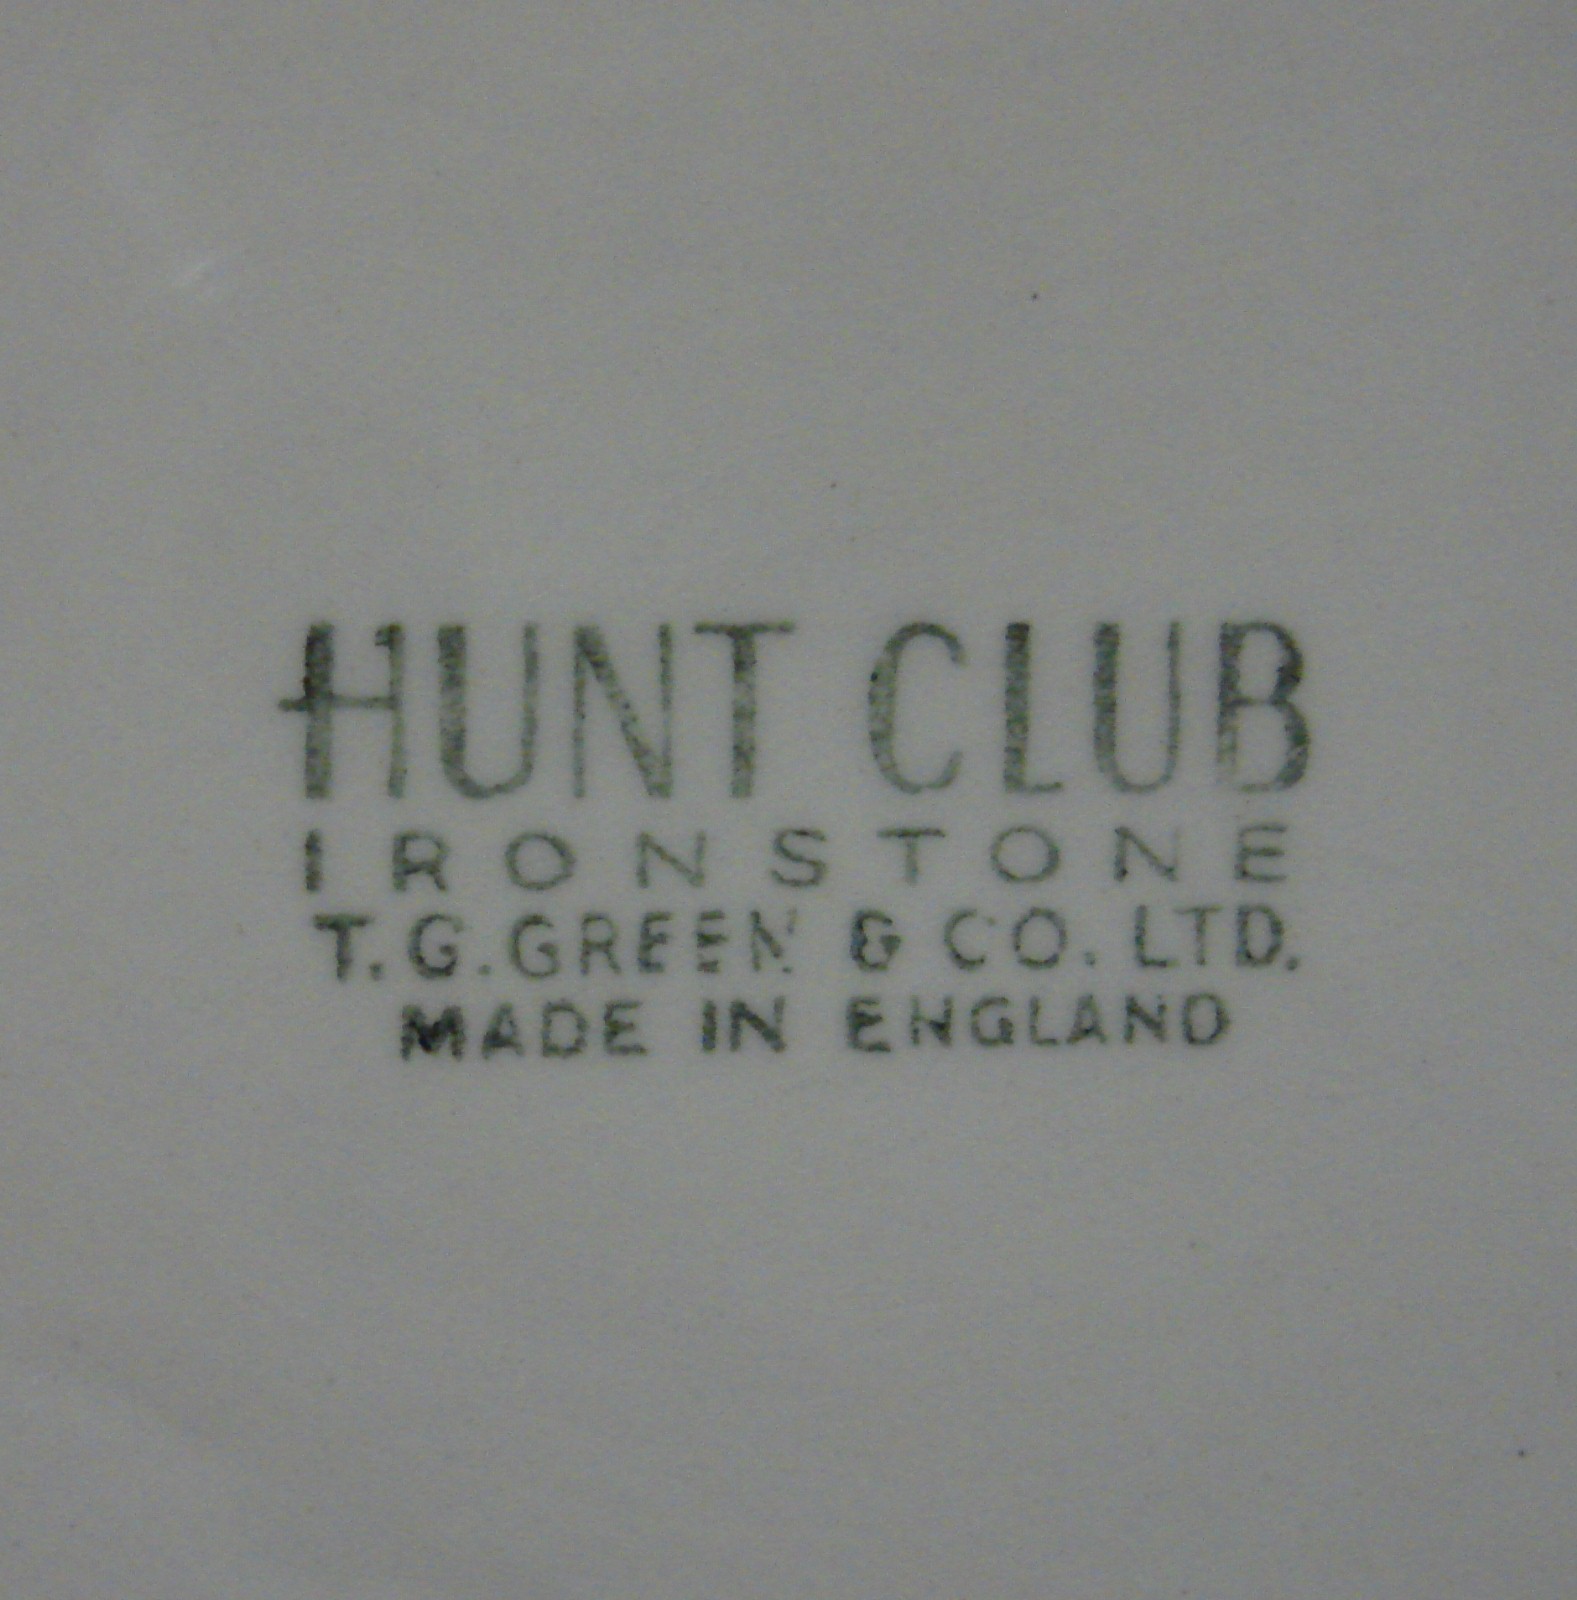 HUNT CLUB
IRONSTONE
T.G.GREEN & CO. LTD.
MADE IN ENGLAND